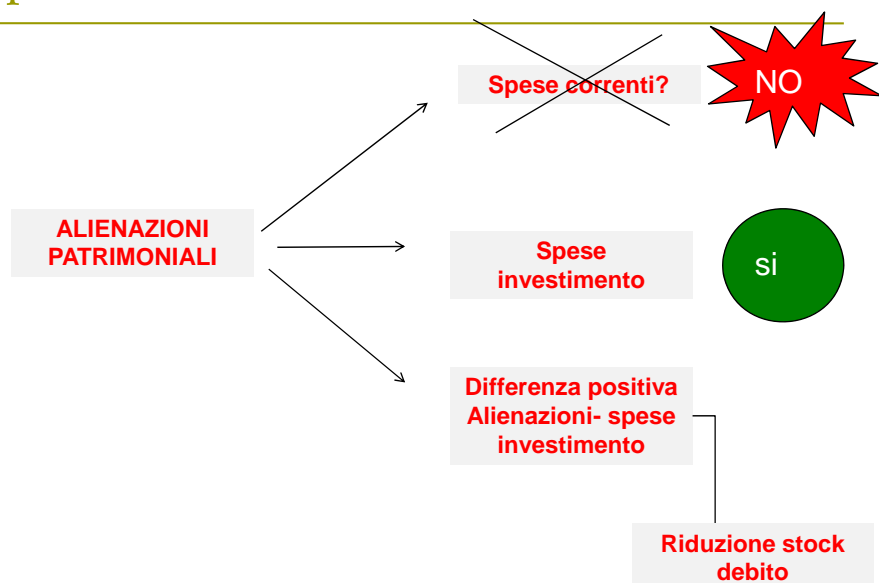 Spese correnti?
NO
ALIENAZIONI
PATRIMONIALI
Spese
investimento
si
Differenza positiva
Alienazioni- spese
investimento
Riduzione stock
debito